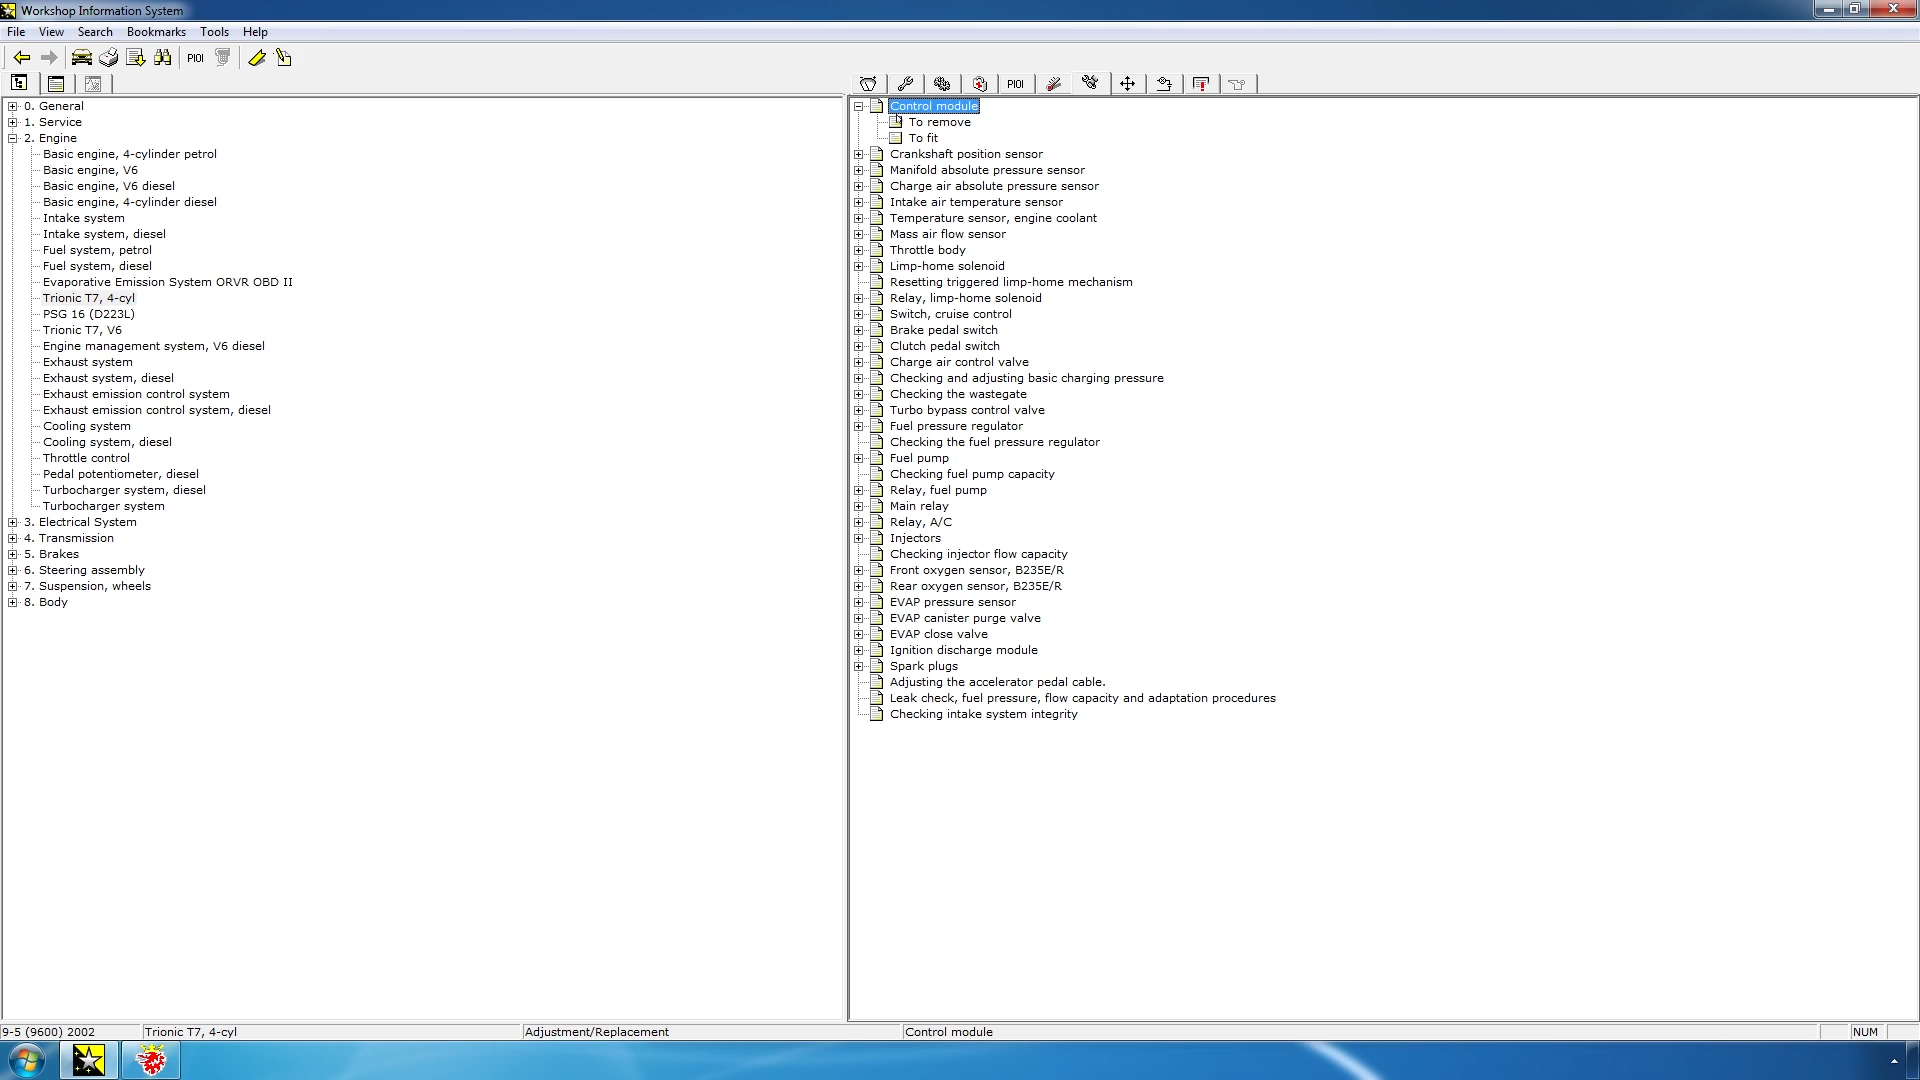 Workshop Information System
File View Search Bookmarks Tools Help
PIOI
PIOI
0. General
1. Service
2. Engine
Basic engine, 4-cylinder petrol
Basic engine, V6
Basic engine, V6 diesel
Basic engine, 4-cylinder diesel
Intake system
Intake system, diesel
Fuel system, petrol
Fuel system, diesel
Evaporative Emission System ORVR OBD II
Trionic T7, 4-cyl
PSG 16 (D223L)
Trionic T7, V6
Engine management system, V6 diesel
Exhaust system
Exhaust system, diesel
Exhaust emission control system
Exhaust emission control system, diesel
Cooling system
Cooling system, diesel
Throttle control
Pedal potentiometer, diesel
Turbocharger system, diesel
Turbocharger system
3. Electrical System
4. Transmission
5. Brakes
6. Steering assembly
7. Suspension, wheels
8. Body
Control module
To remove
To fit
Crankshaft position sensor
Manifold absolute pressure sensor
Charge air absolute pressure sensor
Intake air temperature sensor
Temperature sensor, engine coolant
Mass air flow sensor
Throttle body
Limp-home solenoid
Resetting triggered limp-home mechanism
Relay, limp-home solenoid
Switch, cruise control
Brake pedal switch
Clutch pedal switch
Charge air control valve
Checking and adjusting basic charging pressure
Checking the wastegate
Turbo bypass control valve
Fuel pressure regulator
Checking the fuel pressure regulator
Fuel pump
Checking fuel pump capacity
Relay, fuel pump
Main relay
Relay, A/C
Injectors
Checking injector flow capacity
Front oxygen sensor, B235E/R
Rear oxygen sensor, B235E/R
EVAP pressure sensor
EVAP canister purge valve
EVAP close valve
Ignition discharge module
Spark plugs
Adjusting the accelerator pedal cable.
Leak check, fuel pressure, flow capacity and adaptation procedures
Checking intake system integrity
9-5 (9600) 2002 Trionic T7, 4-cyl Adjustment/Replacement Control module NUM